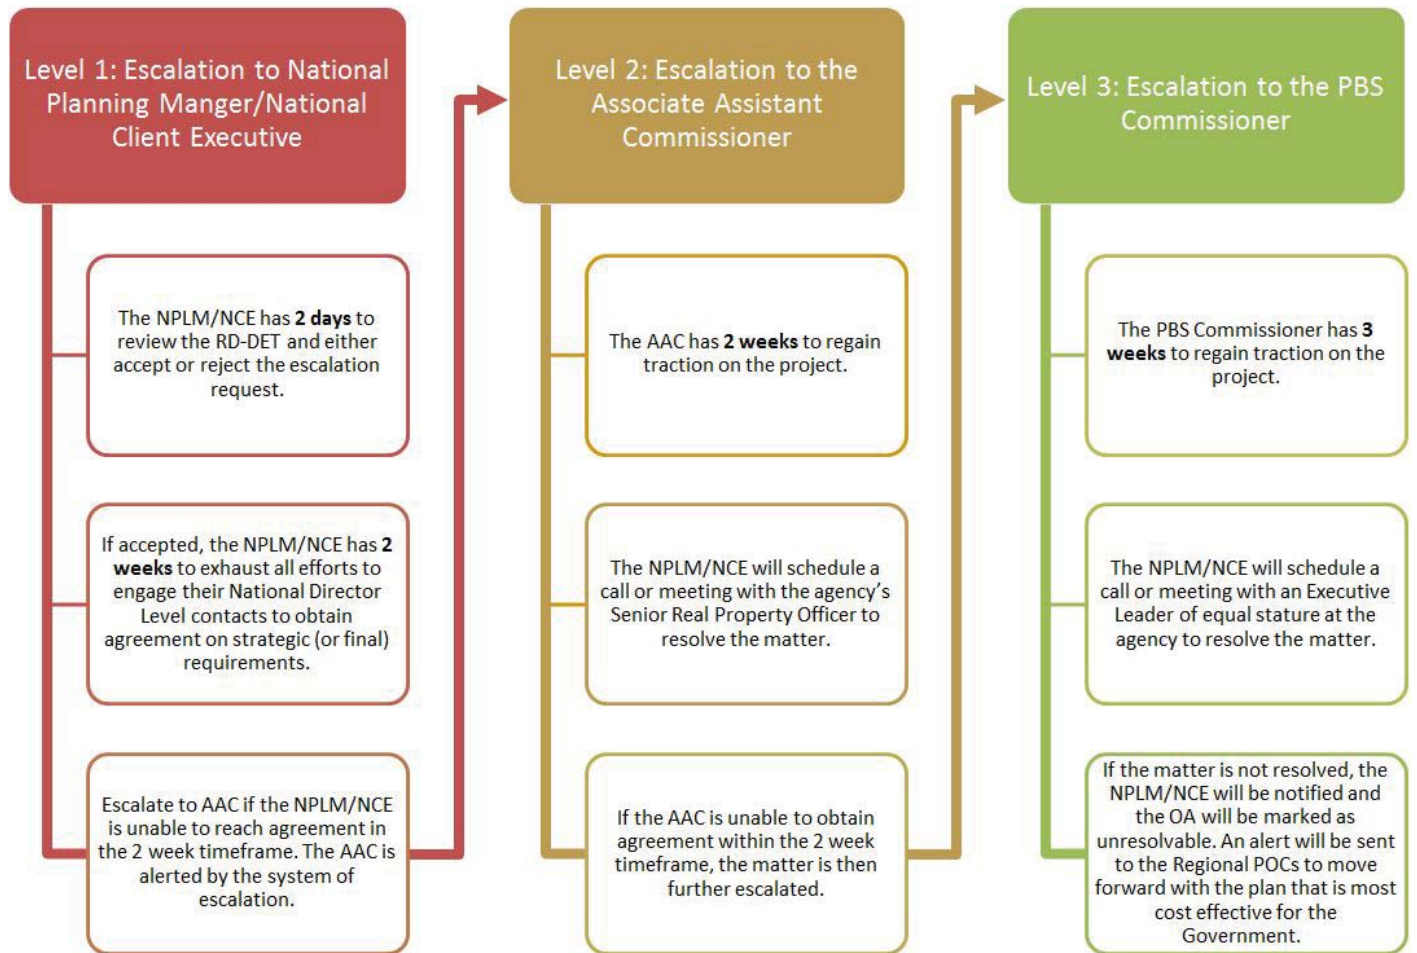 Level 1: Escalation to National
Planning Manger/National
Client Executive
The NPLM/NCE has 2 days to
review the RD-DET and either
accept or reject the escalation
request.
If accepted, the NPLM/NCE has 2
weeks to exhaust all efforts to
engage their National Director
Level contacts to obtain
agreement on strategic (or final)
requirements.
Escalate to AAC if the NPLM/NCE
is unable to reach agreement in
the 2 week timeframe. The AAC is
alerted by the system of
escalation.
Level 2: Escalation to the
Associate Assistant
Commissioner
The AAC has 2 weeks to regain
traction on the project.
The NPLM/NCE will schedule a
call or meeting with the agency’s
Senior Real Property Officer to
resolve the matter.
If the AAC is unable to obtain
agreement within the 2 week
timeframe, the matter is then
further escalated.
Level 3: Escalation to the PBS
Commissioner
The PBS Commissioner has 3
weeks to regain traction on the
project.
The NPLM/NCE will schedule a
call or meeting with an Executive
Leader of equal stature at the
agency to resolve the matter.
If the matter is not resolved, the
NPLM/NCE will be notified and
the OA will be marked as
unresolvable. An alert will be sent
to the Regional POCs to move
forward with the plan that is most
cost effective for the
Government.